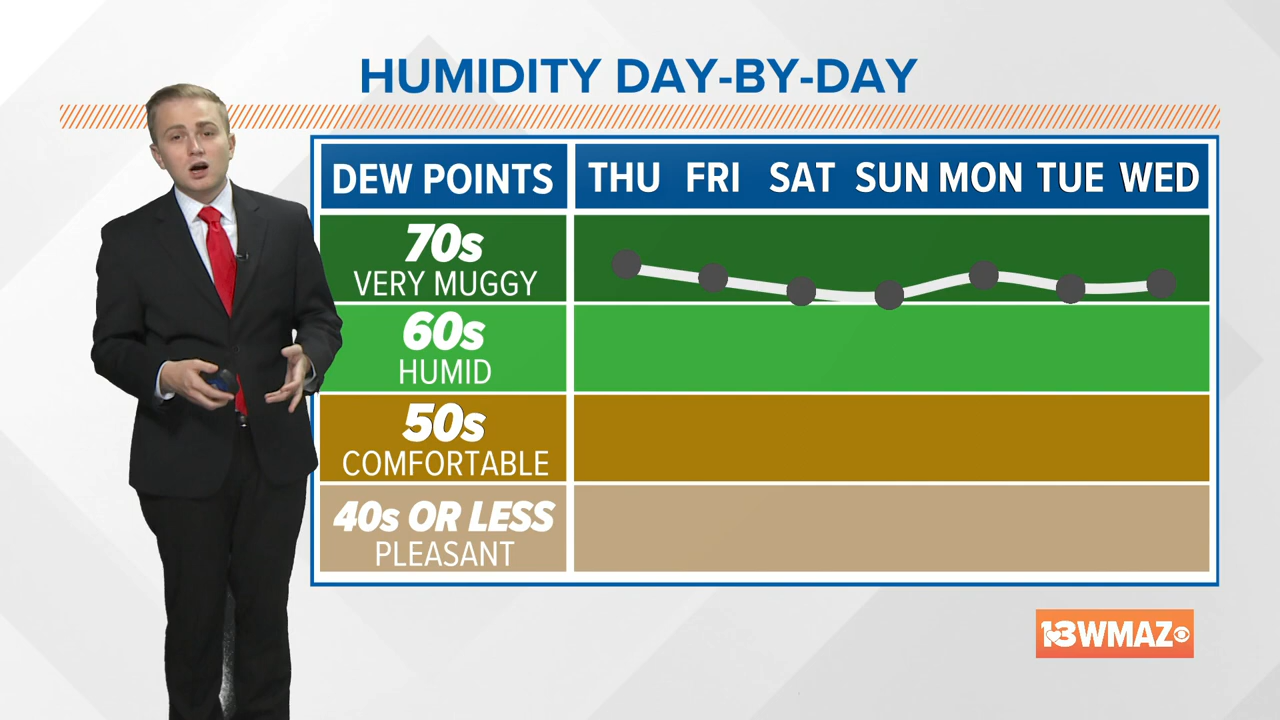 HUMIDITY DAY-BY-DAY
DEW POINTS THU FRI SAT SUN MON TUE WED
70s
VERY MUGGY
60s
HUMID
50s
COMFORTABLE
40s OR LESS
PLEASANT
13WMAZ